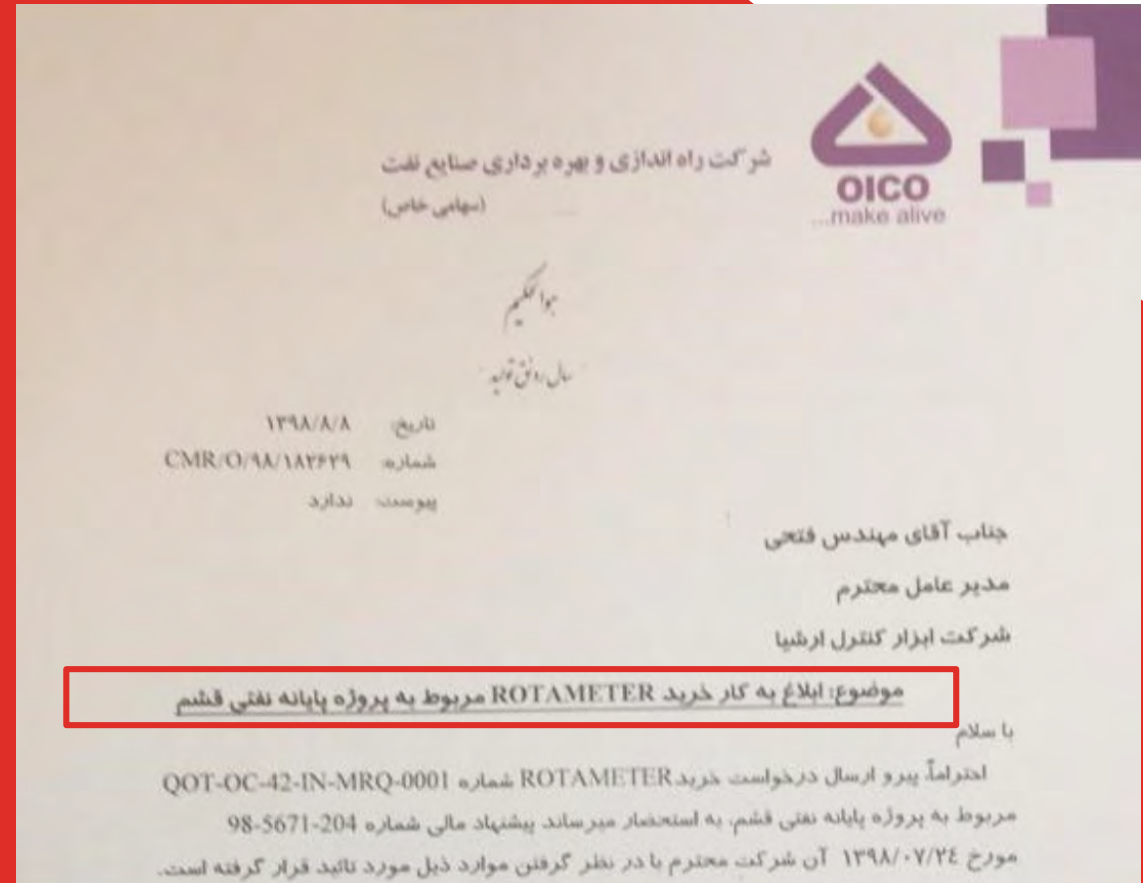 شرکت راه اندازی و بهره برداری صنایع نفت
(سهامی خاص)
OICO
...make alive
هوالحکیم
سال رونق تولید
تاریخ: ۱۳۹۸/۸/۸
شماره: CMR/O/۹۸/۱۸۲۶۲۹
پیوست: ندارد
جناب آقای مهندس فتحی
مدیر عامل محترم
شرکت ابزار کنترل ارشیا
موضوع: ابلاغ به کار خرید ROTAMETER مربوط به پروژه پایانه نفتی قشم
با سلام
احتراماً، پیرو ارسال درخواست خرید ROTAMETER شماره QOT-OC-42-IN-MRQ-0001
مربوط به پروژه پایانه نفتی قشم، به استحضار میرساند پیشنهاد مالی شماره 98-5671-204
مورخ ۱۳۹۸/۰۷/۲٤ آن شرکت محترم با در نظر گرفتن موارد ذیل مورد تائید قرار گرفته است.